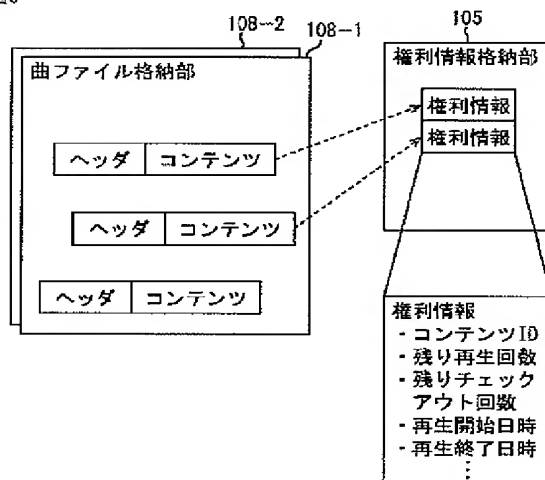 108-2
108-1
曲ファイル格納部
ヘッダ コンテンツ
ヘッダ コンテンツ
ヘッダ コンテンツ
105
権利情報格納部
権利情報
権利情報
権利情報
・コンテンツID
・残り再生回数
・残りチェック
アウト回数
・再生開始日時
・再生終了日時
⋮